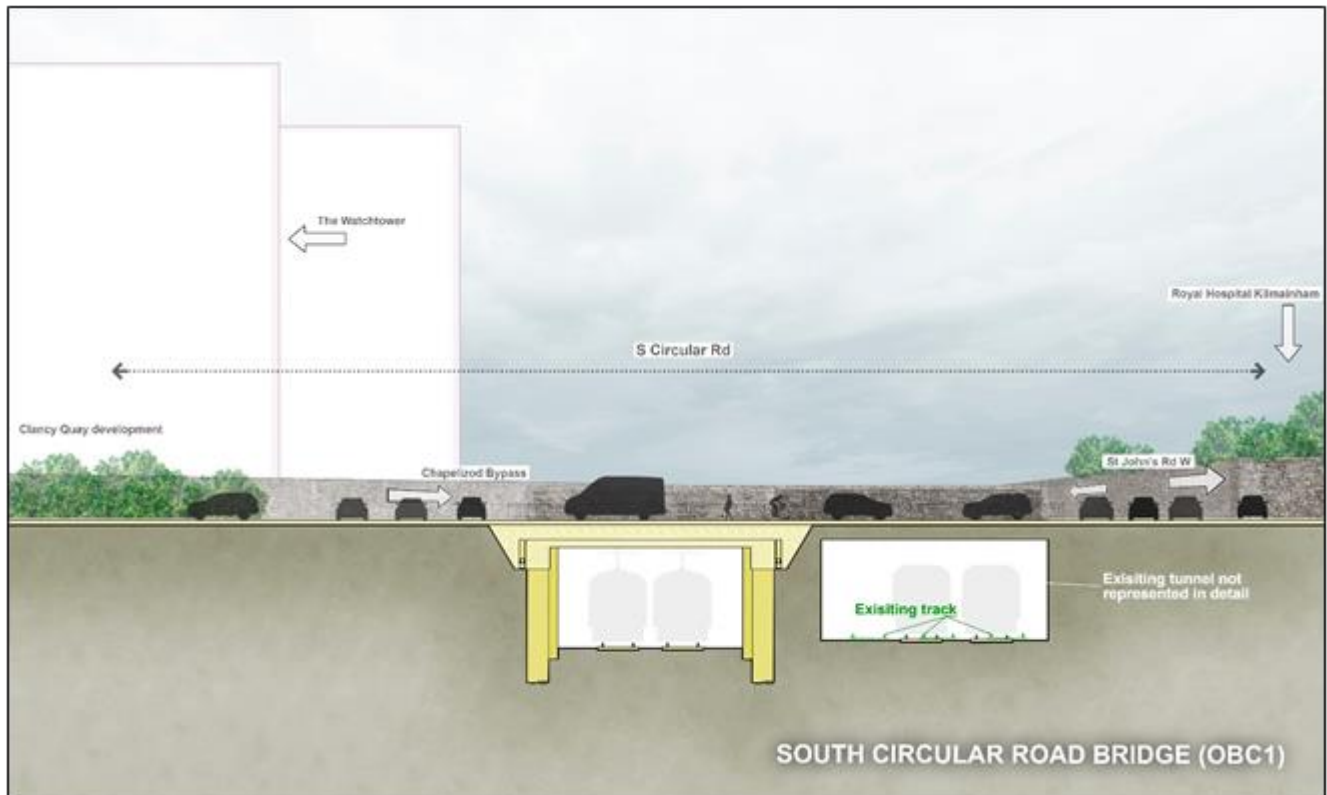 The Watchtower
Royal Hospital Kilmainham
S Circular Rd
Clancy Quay development
Chapelizod Bypass
St John's Rd W
Exisiting tunnel not
represented in detail
Exisiting track
SOUTH CIRCULAR ROAD BRIDGE (OBC1)